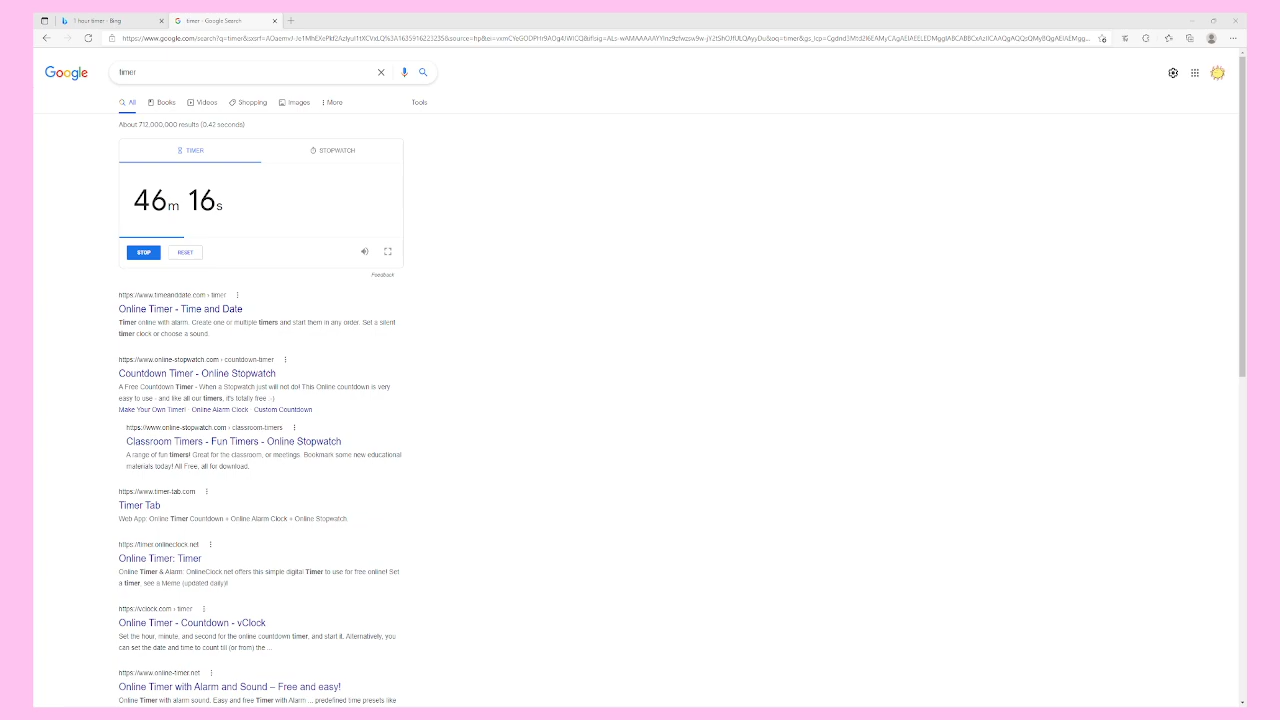 1 hour timer - Bing
timer - Google Search
Google
timer
All Books Videos Shopping Images More Tools
About 712,000,000 results (0.42 seconds)
TIMER STOPWATCH
46m 16s
STOP RESET
Feedback
https://www.timeanddate.com › timer
Online Timer - Time and Date
Timer online with alarm. Create one or multiple timers and start them in any order. Set a silent
timer clock or choose a sound.
https://www.online-stopwatch.com › countdown-timer
Countdown Timer - Online Stopwatch
A Free Countdown Timer - When a Stopwatch just will not do! This Online countdown is very
easy to use - and like all our timers, it's totally free :-)
Make Your Own Timer! · Online Alarm Clock · Custom Countdown
https://www.online-stopwatch.com › classroom-timers
Classroom Timers - Fun Timers - Online Stopwatch
A range of fun timers! Great for the classroom, or meetings. Bookmark some new-educational
materials today! All Free, all for download.
https://www.timer-tab.com
Timer Tab
Web App: Online Timer Countdown + Online Alarm Clock + Online Stopwatch.
https://timer.onlineclock.net
Online Timer: Timer
Online Timer & Alarm: OnlineClock.net offers this simple digital Timer to use for free online! Set
a timer, see a Meme (updated daily)!
https://vclock.com › timer
Online Timer - Countdown - vClock
Set the hour, minute, and second for the online countdown timer, and start it. Alternatively, you
can set the date and time to count till (or from) the...
https://www.online-timer.net
Online Timer with Alarm and Sound – Free and easy!
Online Timer with alarm sound. Easy and free Timer with Alarm ... predefined time presets like